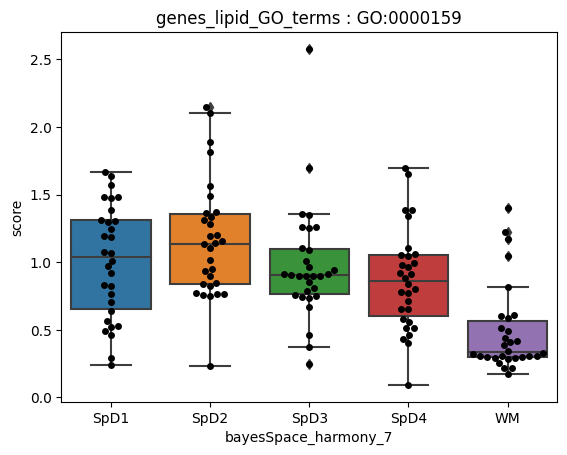 genes_lipid_GO_terms : GO:0000159
2.5
2.0
1.5
1.0
0.5
0.0
score
SpD1 SpD2 SpD3 SpD4 WM
bayesSpace_harmony_7